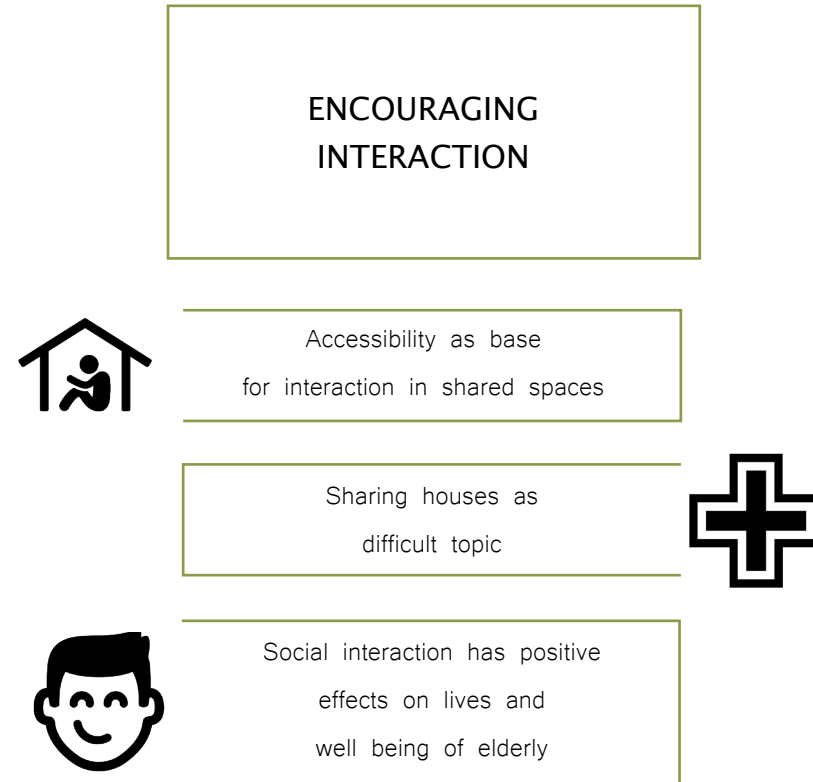 ENCOURAGING
INTERACTION
Accessibility as base
for interaction in shared spaces
Sharing houses as
difficult topic
Social interaction has positive
effects on lives and
well being of elderly